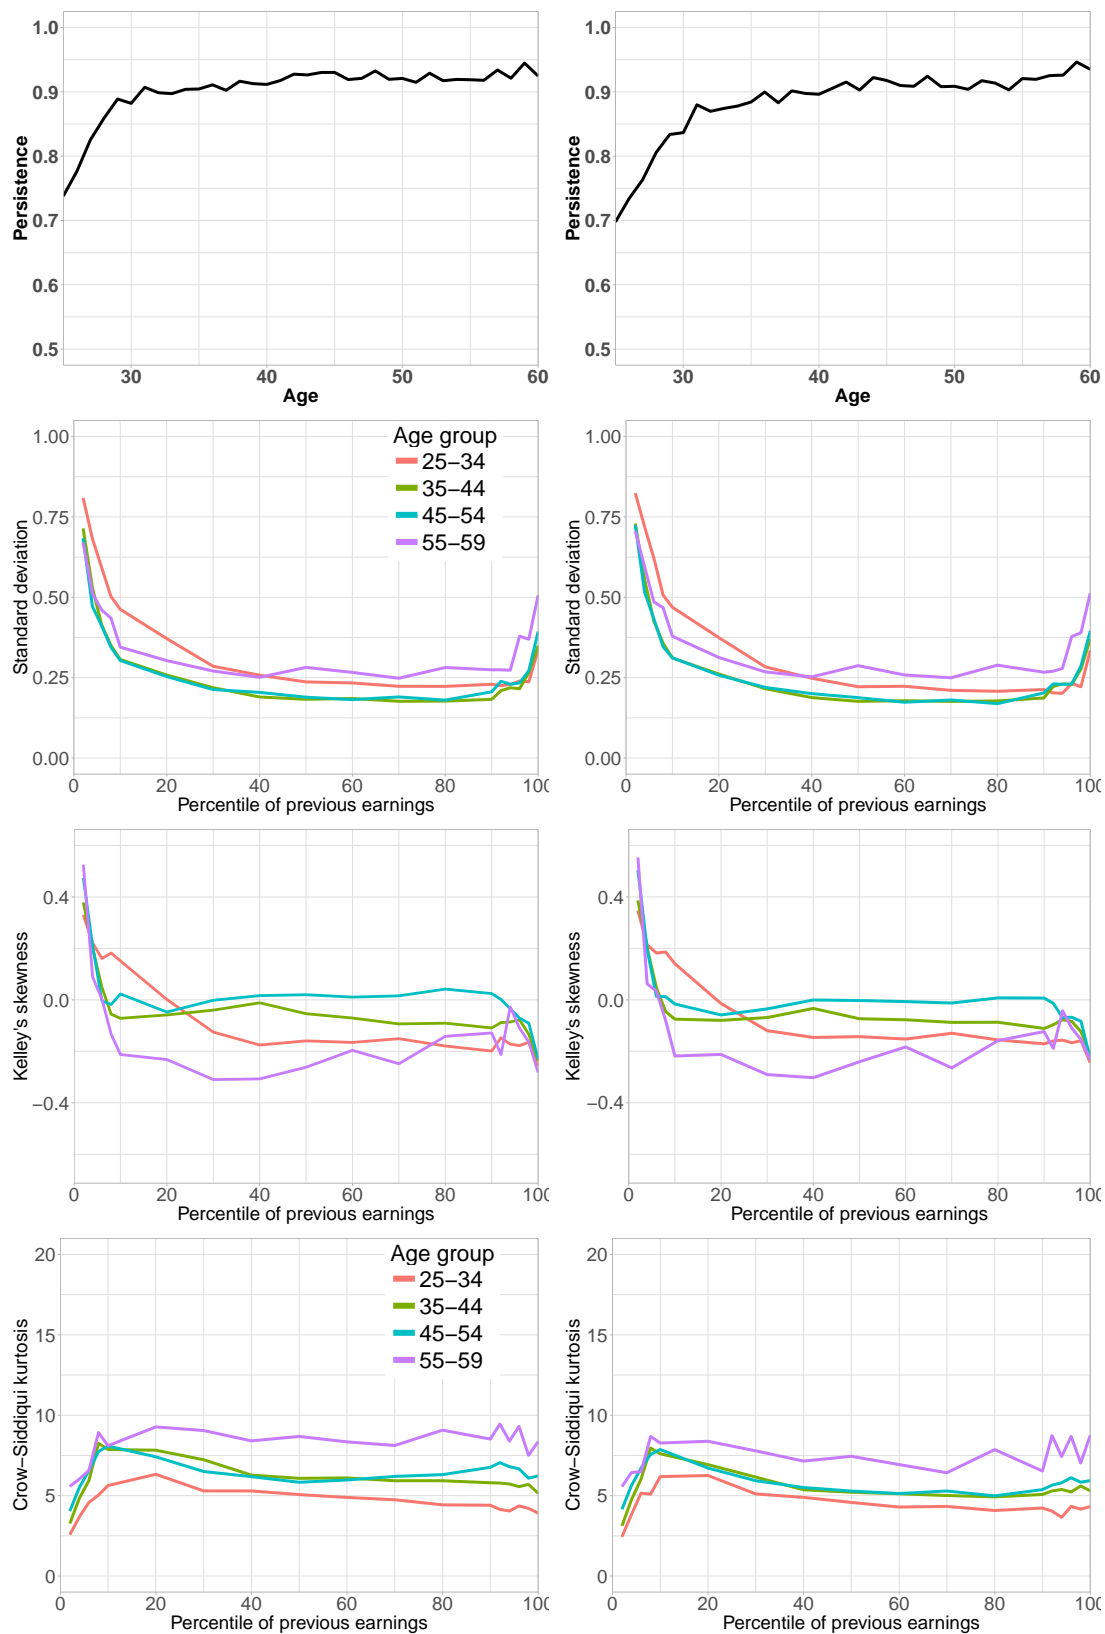 1.0
0.9
0.8
0.7
0.6
0.5
Persistence
30 40 50 60
Age
1.0
0.9
0.8
0.7
0.6
0.5
Persistence
30 40 50 60
Age
1.00
0.75
0.50
0.25
0.00
Standard deviation
Age group
25−34
35−44
45−54
55−59
0 20 40 60 80 100
Percentile of previous earnings
1.00
0.75
0.50
0.25
0.00
Standard deviation
0 20 40 60 80 100
Percentile of previous earnings
0.4
0.0
−0.4
Kelley's skewness
0 20 40 60 80 100
Percentile of previous earnings
0.4
0.0
−0.4
Kelley's skewness
0 20 40 60 80 100
Percentile of previous earnings
20
15
10
5
0
Crow−Siddiqui kurtosis
Age group
25−34
35−44
45−54
55−59
0 20 40 60 80 100
Percentile of previous earnings
20
15
10
5
0
Crow−Siddiqui kurtosis
0 20 40 60 80 100
Percentile of previous earnings